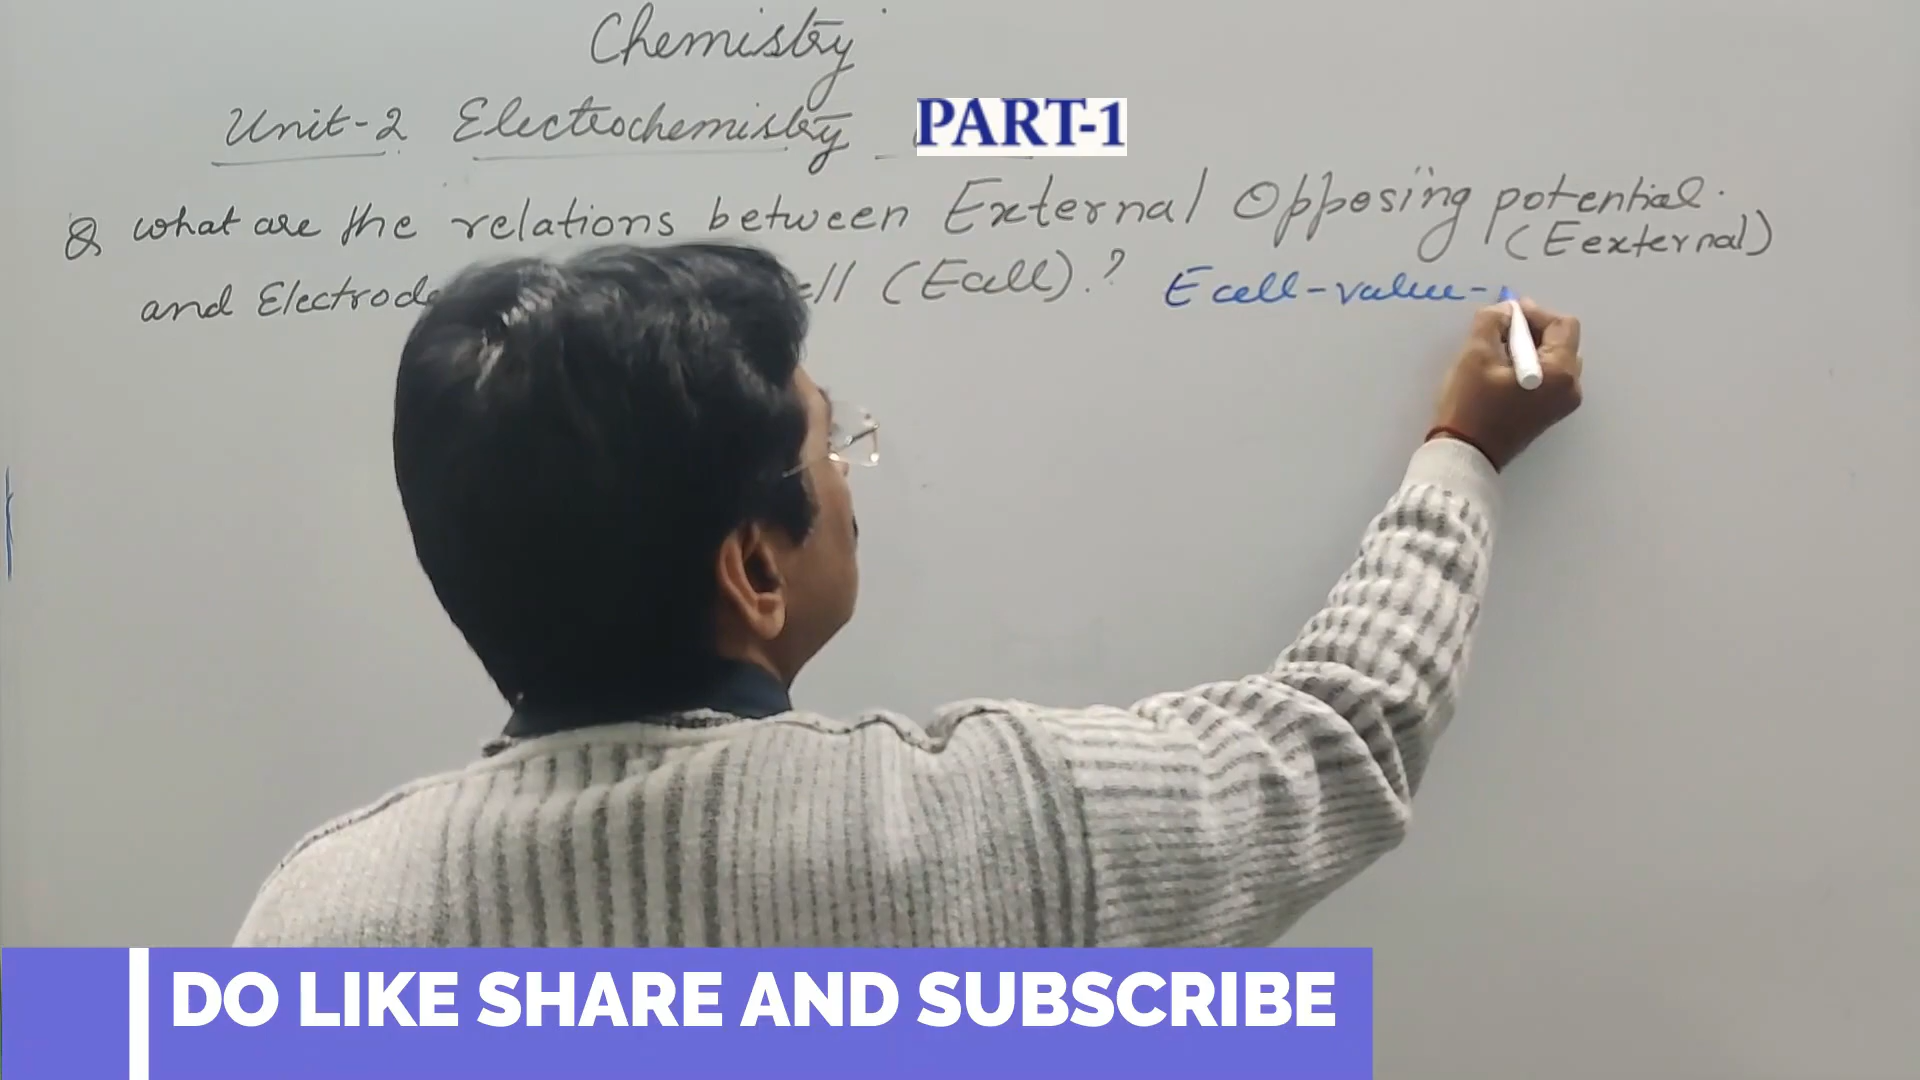 Chemistry
Unit-2 Electrochemistry PART-1
Q what are the relations between External Opposing potential.
(Eexternal)
and Electrode ell (Ecell).? Ecell-value-
DO LIKE SHARE AND SUBSCRIBE